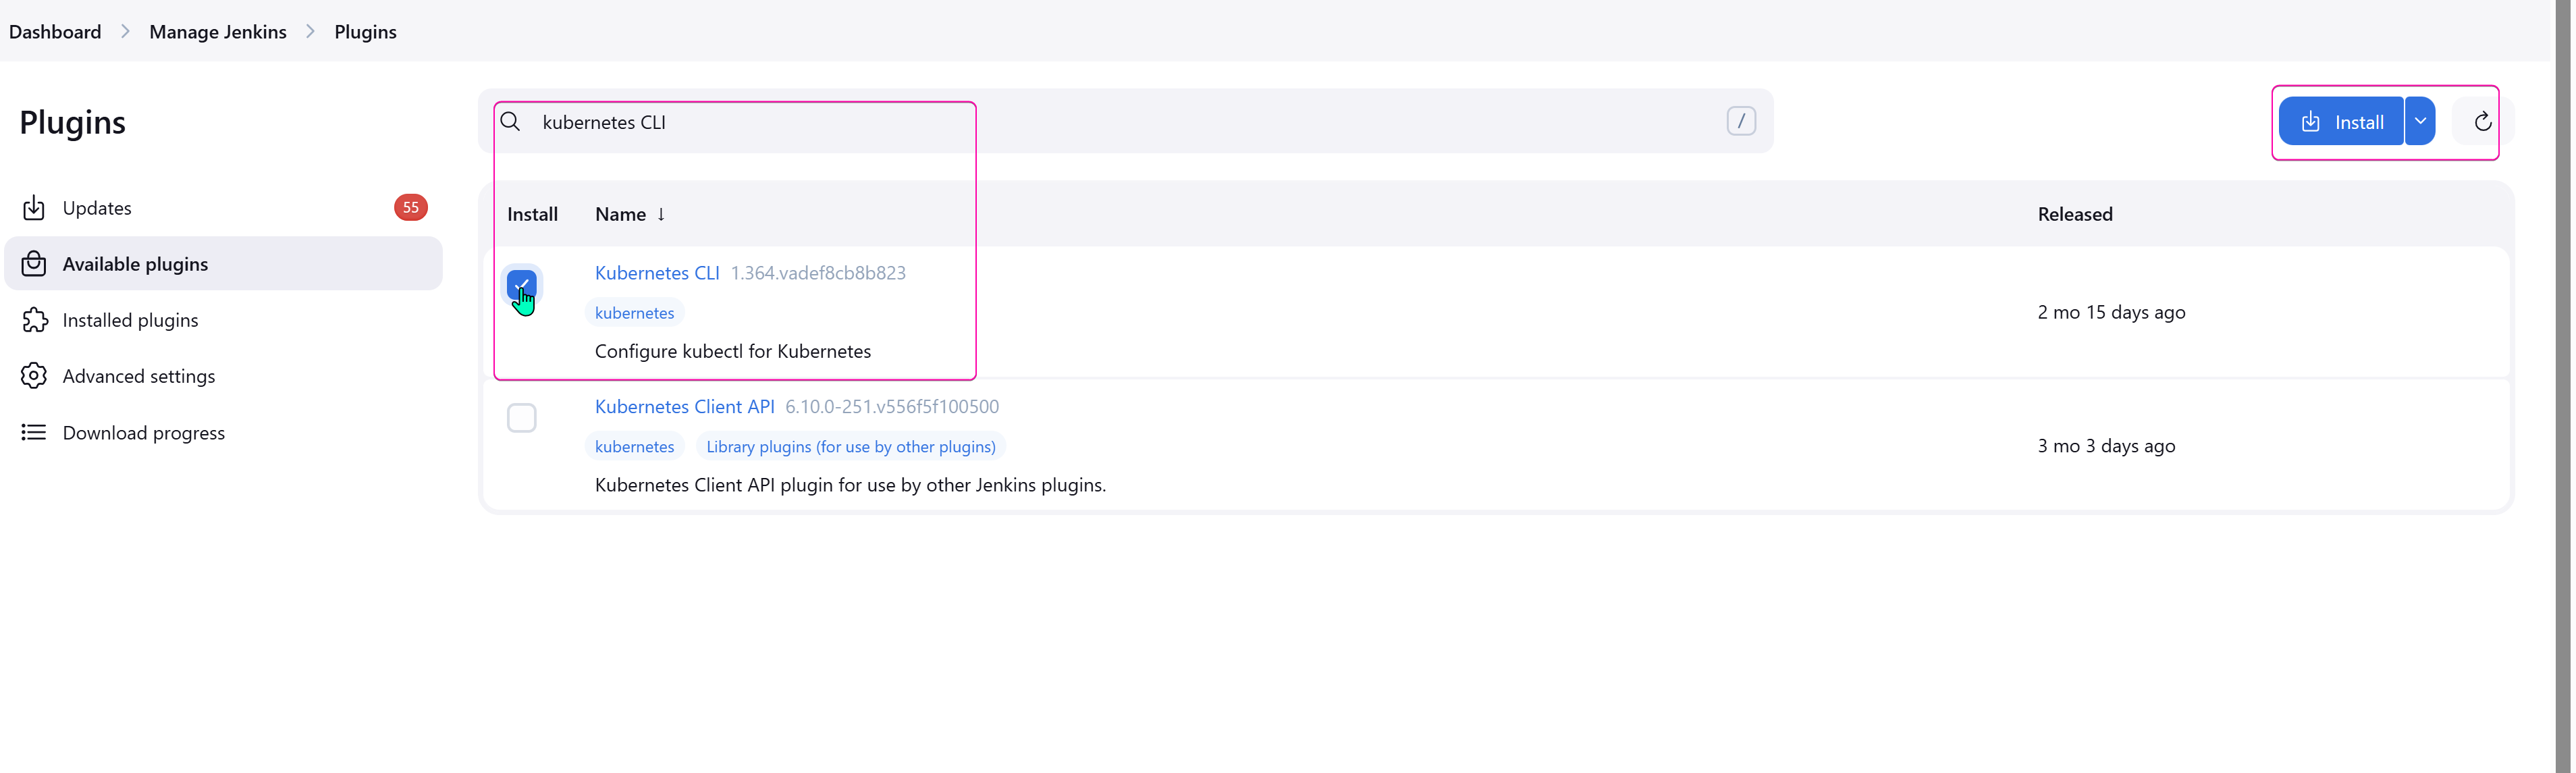 Dashboard > Manage Jenkins > Plugins
Plugins
Updates 55
Available plugins
Installed plugins
Advanced settings
Download progress
kubernetes CLI /
Install
Install Name ↓ Released
Kubernetes CLI 1.364.vadef8cb8b823
kubernetes
Configure kubectl for Kubernetes
2 mo 15 days ago
Kubernetes Client API 6.10.0-251.v556f5f100500
kubernetes Library plugins (for use by other plugins)
Kubernetes Client API plugin for use by other Jenkins plugins.
3 mo 3 days ago